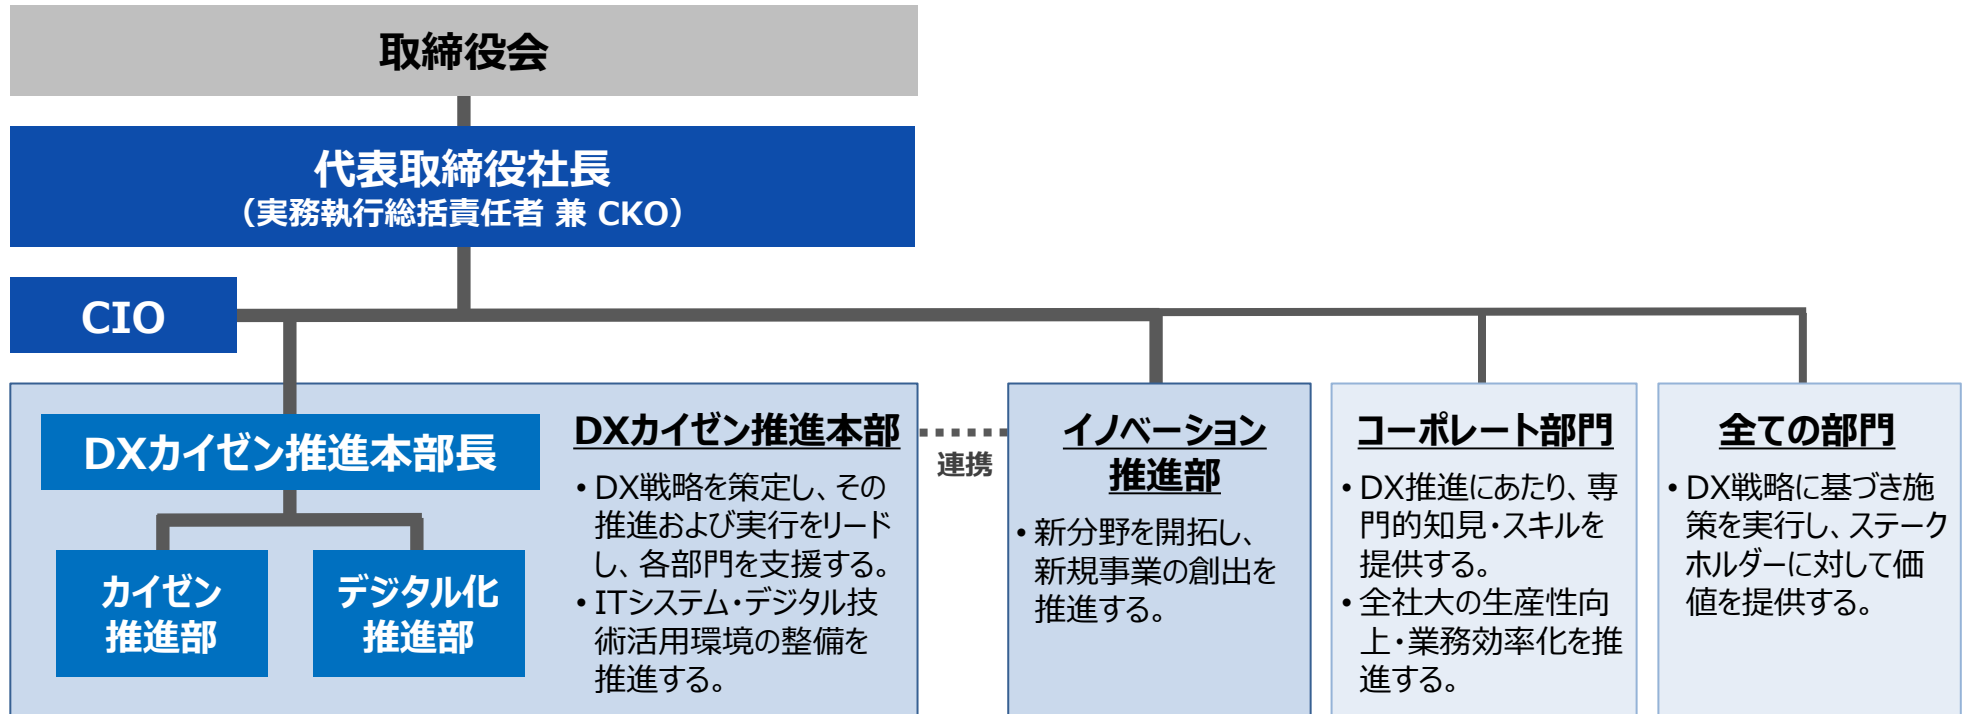 取締役会
代表取締役社長
（実務執行総括責任者 兼 CKO）
CIO
DXカイゼン推進本部長
カイゼン
推進部
デジタル化
推進部
DXカイゼン推進本部
• DX戦略を策定し、その
推進および実行をリード
し、各部門を支援する。
• ITシステム・デジタル技
術活用環境の整備を
推進する。
連携
イノベーション
推進部
• 新分野を開拓し、
新規事業の創出を
推進する。
コーポレート部門
• DX推進にあたり、専
門的知見・スキルを
提供する。
• 全社大の生産性向
上・業務効率化を推
進する。
全ての部門
• DX戦略に基づき施
策を実行し、ステーク
ホルダーに対して価
値を提供する。